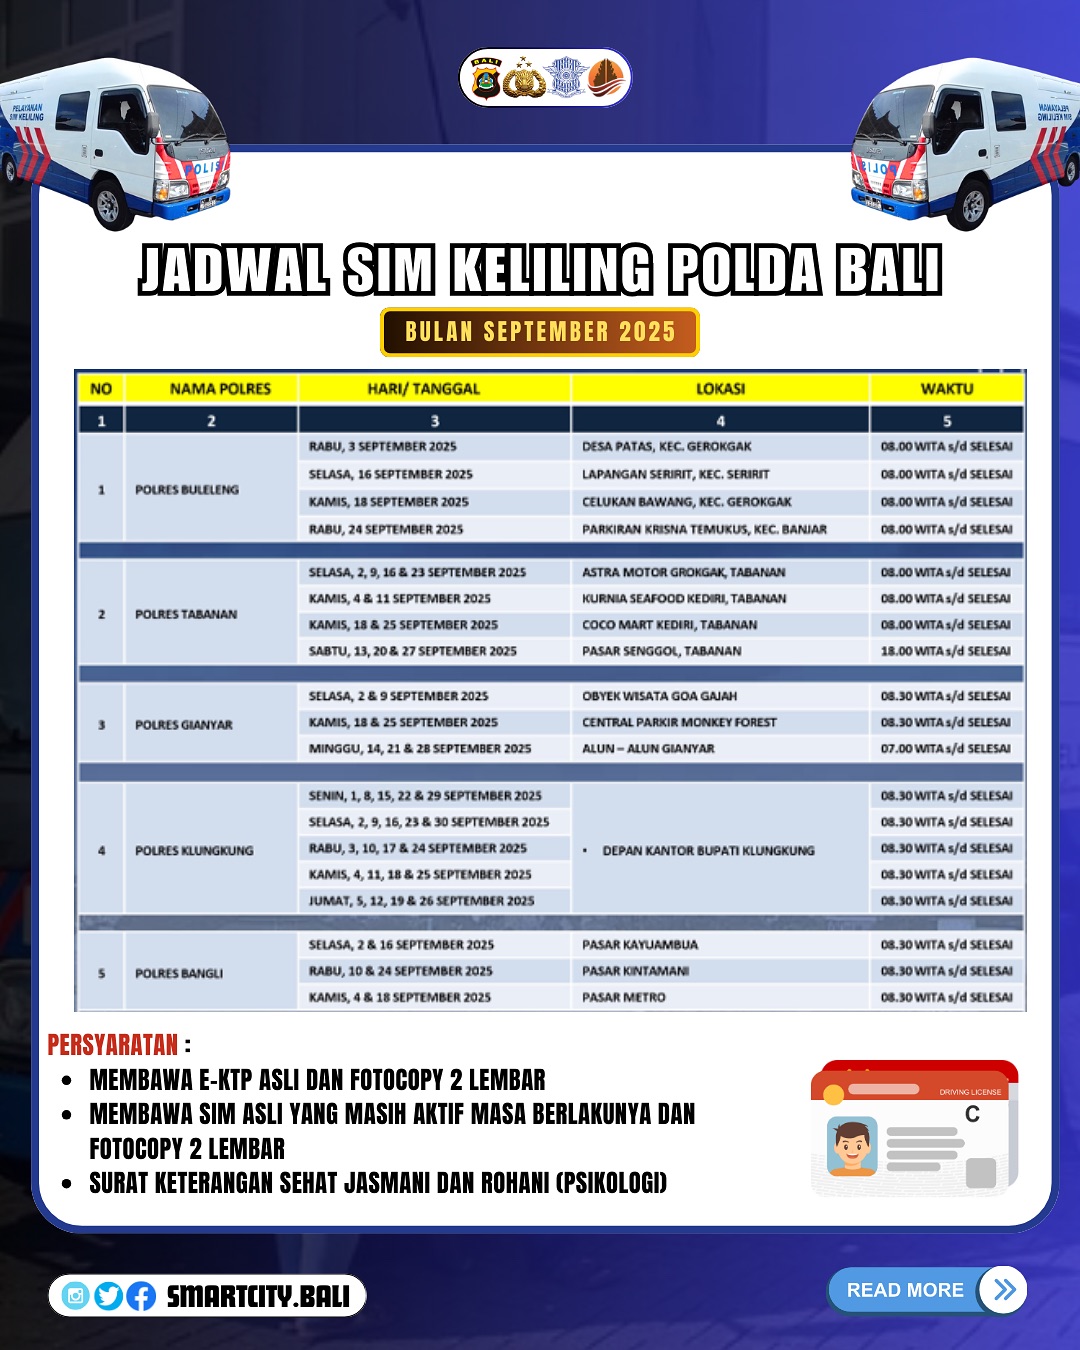 BALI
PELAYANAN
SIM KELILING
POLISI
PELAYANAN
SIM KELILING
POLISI
JADWAL SIM KELILING POLDA BALI
BULAN SEPTEMBER 2025
NO NAMA POLRES HARI/ TANGGAL LOKASI WAKTU
1 2 3 4 5
1 POLRES BULELENG
RABU, 3 SEPTEMBER 2025 DESA PATAS, KEC. GEROKGAK 08.00 WITA s/d SELESAI
SELASA, 16 SEPTEMBER 2025 LAPANGAN SERIRIT, KEC. SERIRIT 08.00 WITA s/d SELESAI
KAMIS, 18 SEPTEMBER 2025 CELUKAN BAWANG, KEC. GEROKGAK 08.00 WITA s/d SELESAI
RABU, 24 SEPTEMBER 2025 PARKIRAN KRISNA TEMUKUS, KEC. BANJAR 08.00 WITA s/d SELESAI
2 POLRES TABANAN
SELASA, 2, 9, 16 & 23 SEPTEMBER 2025 ASTRA MOTOR GROKGAK, TABANAN 08.00 WITA s/d SELESAI
KAMIS, 4 & 11 SEPTEMBER 2025 KURNIA SEAFOOD KEDIRI, TABANAN 08.00 WITA s/d SELESAI
KAMIS, 18 & 25 SEPTEMBER 2025 COCO MART KEDIRI, TABANAN 08.00 WITA s/d SELESAI
SABTU, 13, 20 & 27 SEPTEMBER 2025 PASAR SENGGOL, TABANAN 18.00 WITA s/d SELESAI
3 POLRES GIANYAR
SELASA, 2 & 9 SEPTEMBER 2025 OBYEK WISATA GOA GAJAH 08.30 WITA s/d SELESAI
KAMIS, 18 & 25 SEPTEMBER 2025 CENTRAL PARKIR MONKEY FOREST 08.30 WITA s/d SELESAI
MINGGU, 14, 21 & 28 SEPTEMBER 2025 ALUN – ALUN GIANYAR 07.00 WITA s/d SELESAI
4 POLRES KLUNGKUNG • DEPAN KANTOR BUPATI KLUNGKUNG
SENIN, 1, 8, 15, 22 & 29 SEPTEMBER 2025 08.30 WITA s/d SELESAI
SELASA, 2, 9, 16, 23 & 30 SEPTEMBER 2025 08.30 WITA s/d SELESAI
RABU, 3, 10, 17 & 24 SEPTEMBER 2025 08.30 WITA s/d SELESAI
KAMIS, 4, 11, 18 & 25 SEPTEMBER 2025 08.30 WITA s/d SELESAI
JUMAT, 5, 12, 19 & 26 SEPTEMBER 2025 08.30 WITA s/d SELESAI
5 POLRES BANGLI
SELASA, 2 & 16 SEPTEMBER 2025 PASAR KAYUAMBUA 08.30 WITA s/d SELESAI
RABU, 10 & 24 SEPTEMBER 2025 PASAR KINTAMANI 08.30 WITA s/d SELESAI
KAMIS, 4 & 18 SEPTEMBER 2025 PASAR METRO 08.30 WITA s/d SELESAI
PERSYARATAN :
• MEMBAWA E-KTP ASLI DAN FOTOCOPY 2 LEMBAR
• MEMBAWA SIM ASLI YANG MASIH AKTIF MASA BERLAKUNYA DAN
FOTOCOPY 2 LEMBAR
• SURAT KETERANGAN SEHAT JASMANI DAN ROHANI (PSIKOLOGI)
DRIVING LICENSE
C
SMARTCITY.BALI
READ MORE